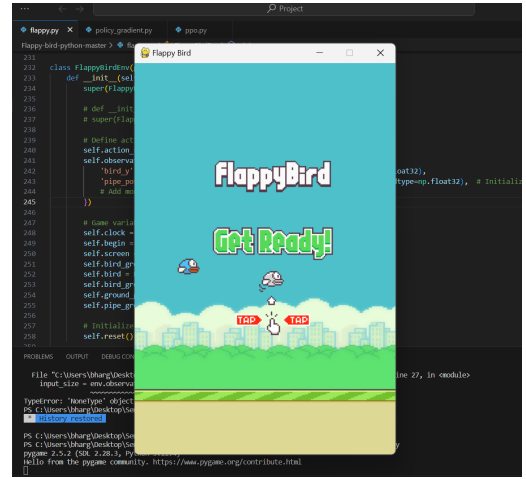 Project
flappy.py
policy_gradient.py
ppo.py
Flappy-bird-python-master >
Flappy Bird
231
232 class FlappyBirdEnv(
233 def __init__(sel
234 super(Flappy
235
236 # def __init
237 # super(Flap
238
239 # Define act
240 self.action_
241 self.observat
242 'bird_y'
oat32),
243 'pipe_po
dtype=np.float32), # Initializ
244 # Add mo
245 })
246
247 # Game varia
248 self.clock =
249 self.begin =
250 self.screen
251 self.bird_gr
252 self.bird =
253 self.bird_gr
254 self.ground_
255 self.pipe_gr
256
257 # Initialize
258 self.reset()
FlappyBird
Get Ready!
TAP TAP
PROBLEMS OUTPUT DEBUG CON
File "C:\Users\bharg\Deskt
ine 27, in <module>
input_size = env.observa
TypeError: 'NoneType' object
PS C:\Users\bharg\Desktop\Se
* History restored
PS C:\Users\bharg\Desktop\Se
PS C:\Users\bharg\Desktop\Se
y
pygame 2.5.2 (SDL 2.28.3, Py
Hello from the pygame community. https://www.pygame.org/contribute.html